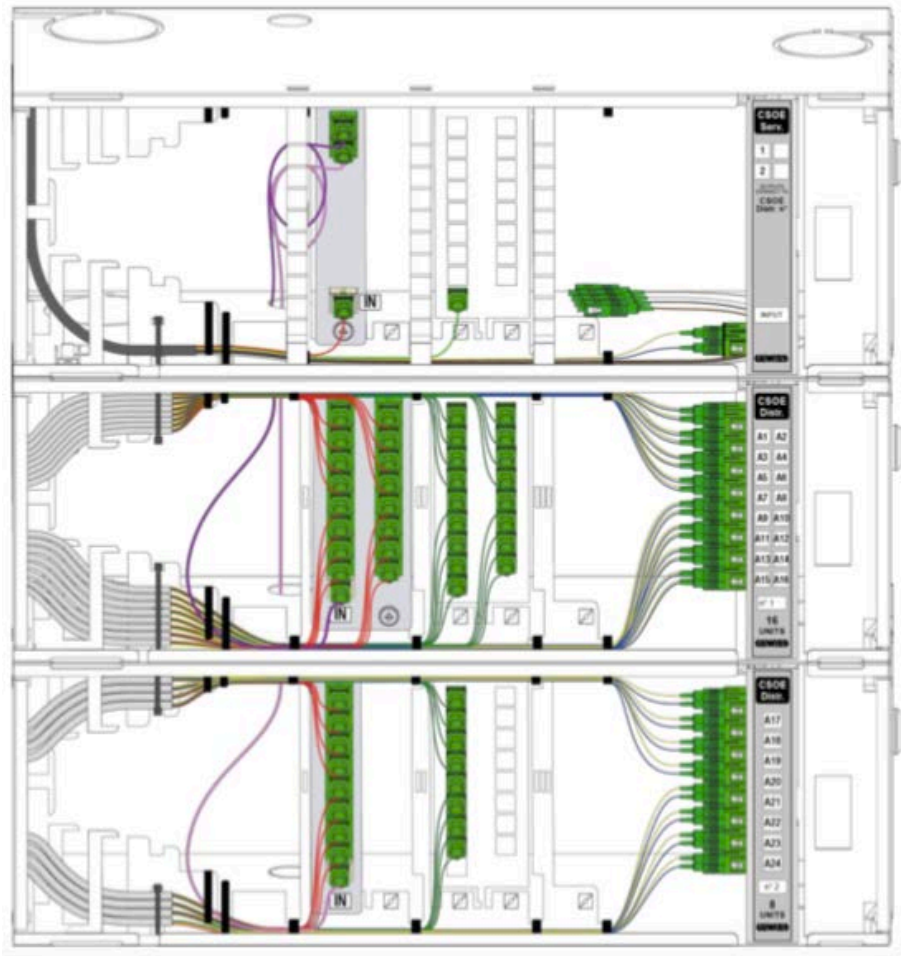 CSOE
Serv.
1
2
CSOE
Distr. n°
IN
INPUT
CSOE
Distr.
A1 A2
A3 A4
A5 A6
A7 A8
A9 A10
A11 A12
A13 A14
A15 A16
IN
n° 1
16
UNITS
CSOE
Distr.
A17
A18
A19
A20
A21
A22
A23
A24
IN
n° 2
8
UNITS